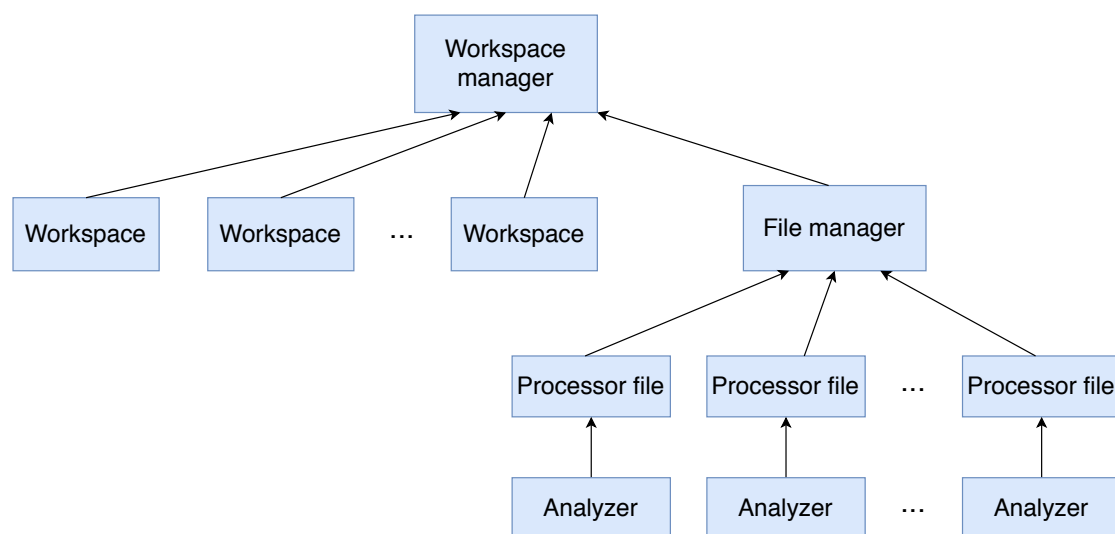 Workspace
manager
Workspace Workspace ... Workspace File manager
Processor file Processor file ... Processor file
Analyzer Analyzer ... Analyzer